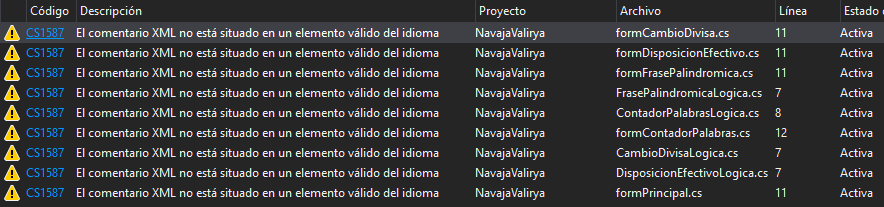 Código Descripción Proyecto Archivo Línea Estado
CS1587 El comentario XML no está situado en un elemento válido del idioma NavajaValirya formCambioDivisa.cs 11 Activa
CS1587 El comentario XML no está situado en un elemento válido del idioma NavajaValirya formDisposicionEfectivo.cs 11 Activa
CS1587 El comentario XML no está situado en un elemento válido del idioma NavajaValirya formFrasePalindromica.cs 11 Activa
CS1587 El comentario XML no está situado en un elemento válido del idioma NavajaValirya FrasePalindromicaLogica.cs 7 Activa
CS1587 El comentario XML no está situado en un elemento válido del idioma NavajaValirya ContadorPalabrasLogica.cs 8 Activa
CS1587 El comentario XML no está situado en un elemento válido del idioma NavajaValirya formContadorPalabras.cs 12 Activa
CS1587 El comentario XML no está situado en un elemento válido del idioma NavajaValirya CambioDivisaLogica.cs 7 Activa
CS1587 El comentario XML no está situado en un elemento válido del idioma NavajaValirya DisposicionEfectivoLogica.cs 7 Activa
CS1587 El comentario XML no está situado en un elemento válido del idioma NavajaValirya formPrincipal.cs 11 Activa